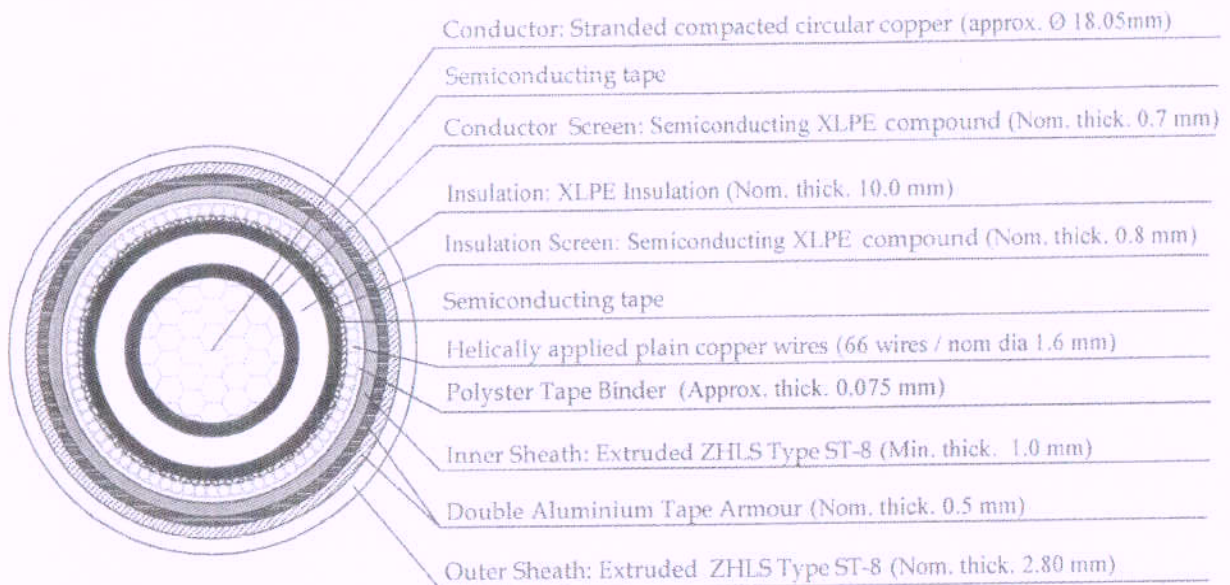 Conductor: Stranded compacted circular copper (approx. Ø 18.05mm)
Semiconducting tape
Conductor Screen: Semiconducting XLPE compound (Nom. thick. 0.7 mm)
Insulation: XLPE Insulation (Nom. thick. 10.0 mm)
Insulation Screen: Semiconducting XLPE compound (Nom. thick. 0.8 mm)
Semiconducting tape
Helically applied plain copper wires (66 wires / nom dia 1.6 mm)
Polyster Tape Binder (Approx. thick. 0.075 mm)
Inner Sheath: Extruded ZHLS Type ST-8 (Min. thick. 1.0 mm)
Double Aluminium Tape Armour (Nom. thick. 0.5 mm)
Outer Sheath: Extruded ZHLS Type ST-8 (Nom. thick. 2.80 mm)